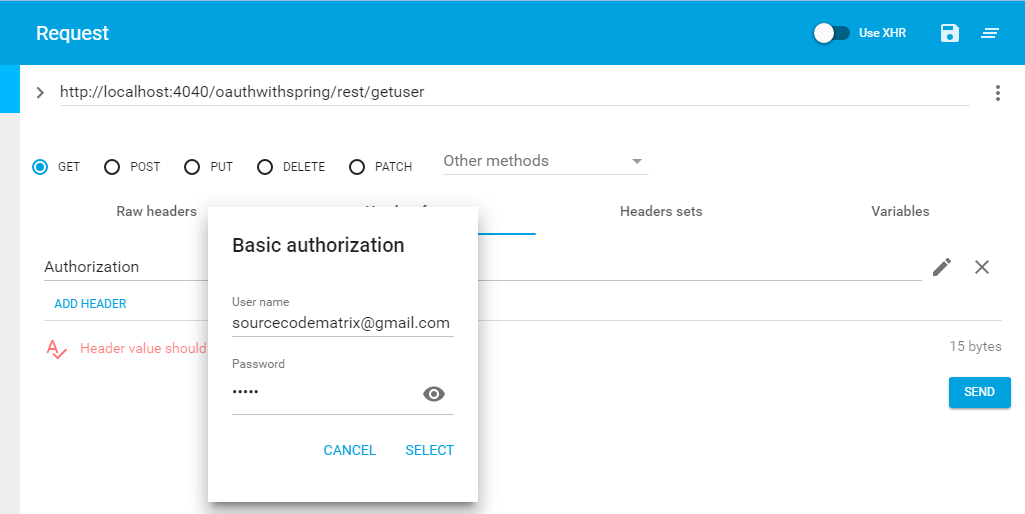 Request
Use XHR
http://localhost:4040/oauthwithspring/rest/getuser
GET POST PUT DELETE PATCH Other methods
Raw headers Headers sets Variables
Basic authorization
Authorization
ADD HEADER
User name
sourcecodematrix@gmail.com
Header value should
15 bytes
Password
•••••
SEND
CANCEL SELECT